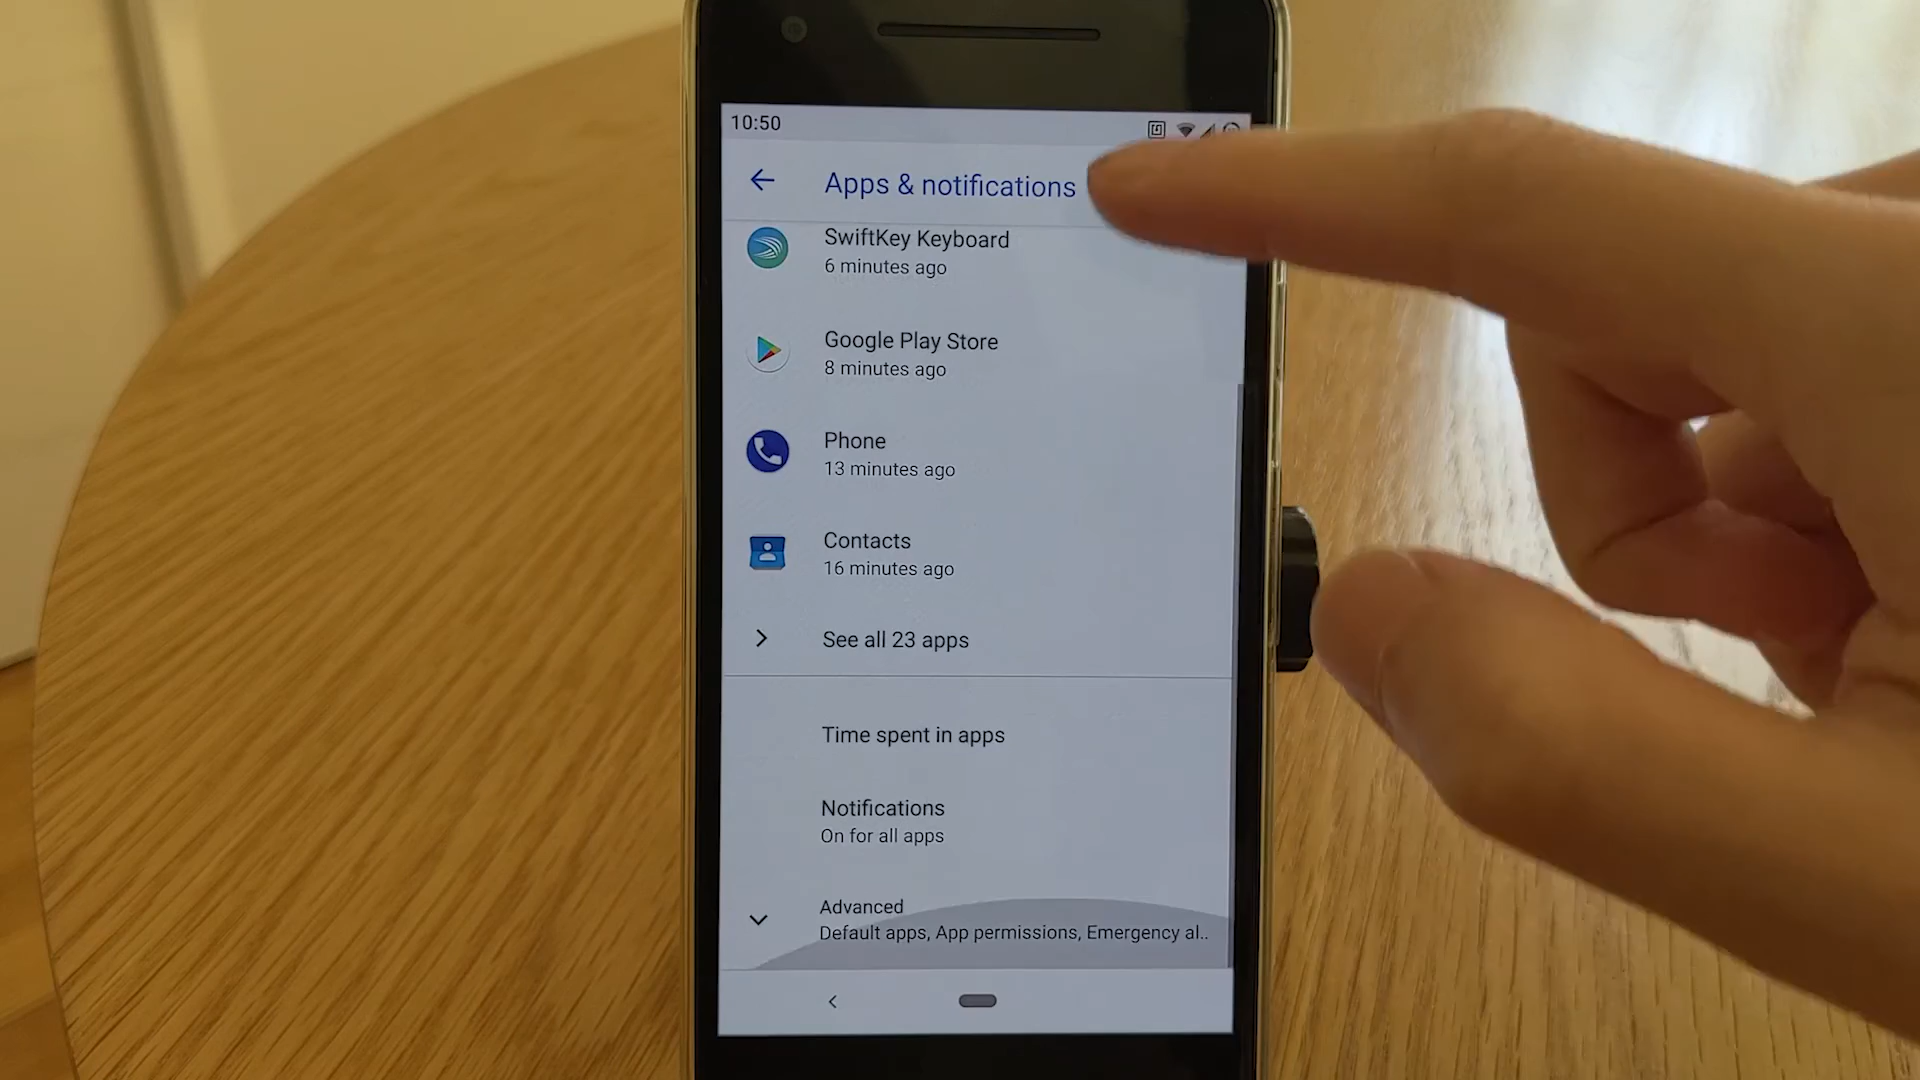 10:50
Apps & notifications
SwiftKey Keyboard
6 minutes ago
Google Play Store
8 minutes ago
Phone
13 minutes ago
Contacts
16 minutes ago
See all 23 apps
Time spent in apps
Notifications
On for all apps
Advanced
Default apps, App permissions, Emergency al..